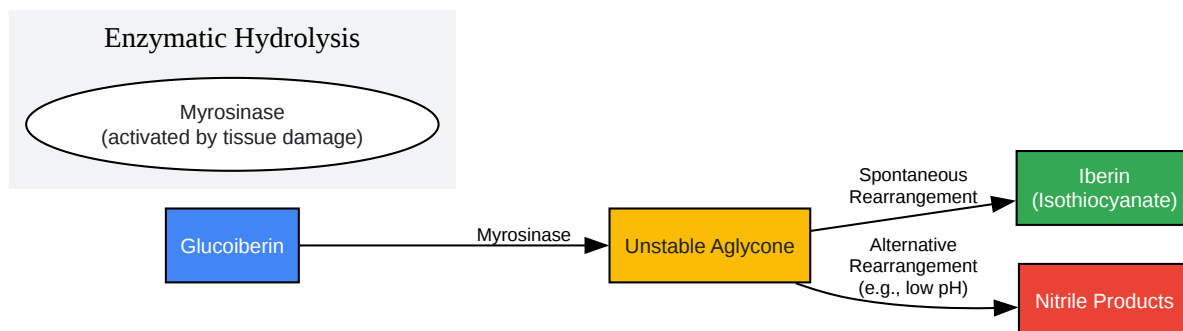 Enzymatic Hydrolysis
Myrosinase
(activated by tissue damage)
Glucoiberin
Myrosinase
Unstable Aglycone
Spontaneous
Rearrangement
Iberin
(Isothiocyanate)
Alternative
Rearrangement
(e.g., low pH)
Nitrile Products